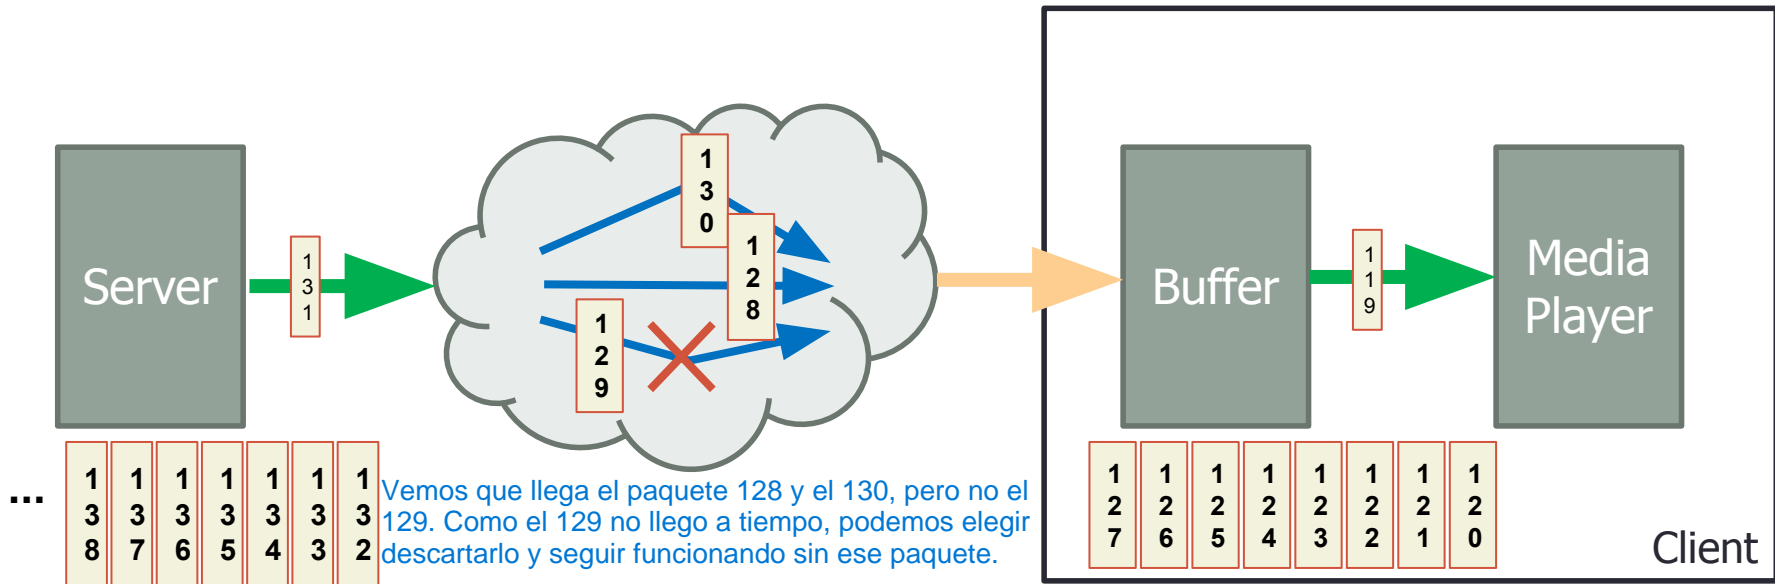 Server
131
130
128
129
Buffer
119
Media
Player
... 138 137 136 135 134 133 132
Vemos que llega el paquete 128 y el 130, pero no el
129. Como el 129 no llego a tiempo, podemos elegir
descartarlo y seguir funcionando sin ese paquete.
127 126 125 124 123 122 121 120
Client